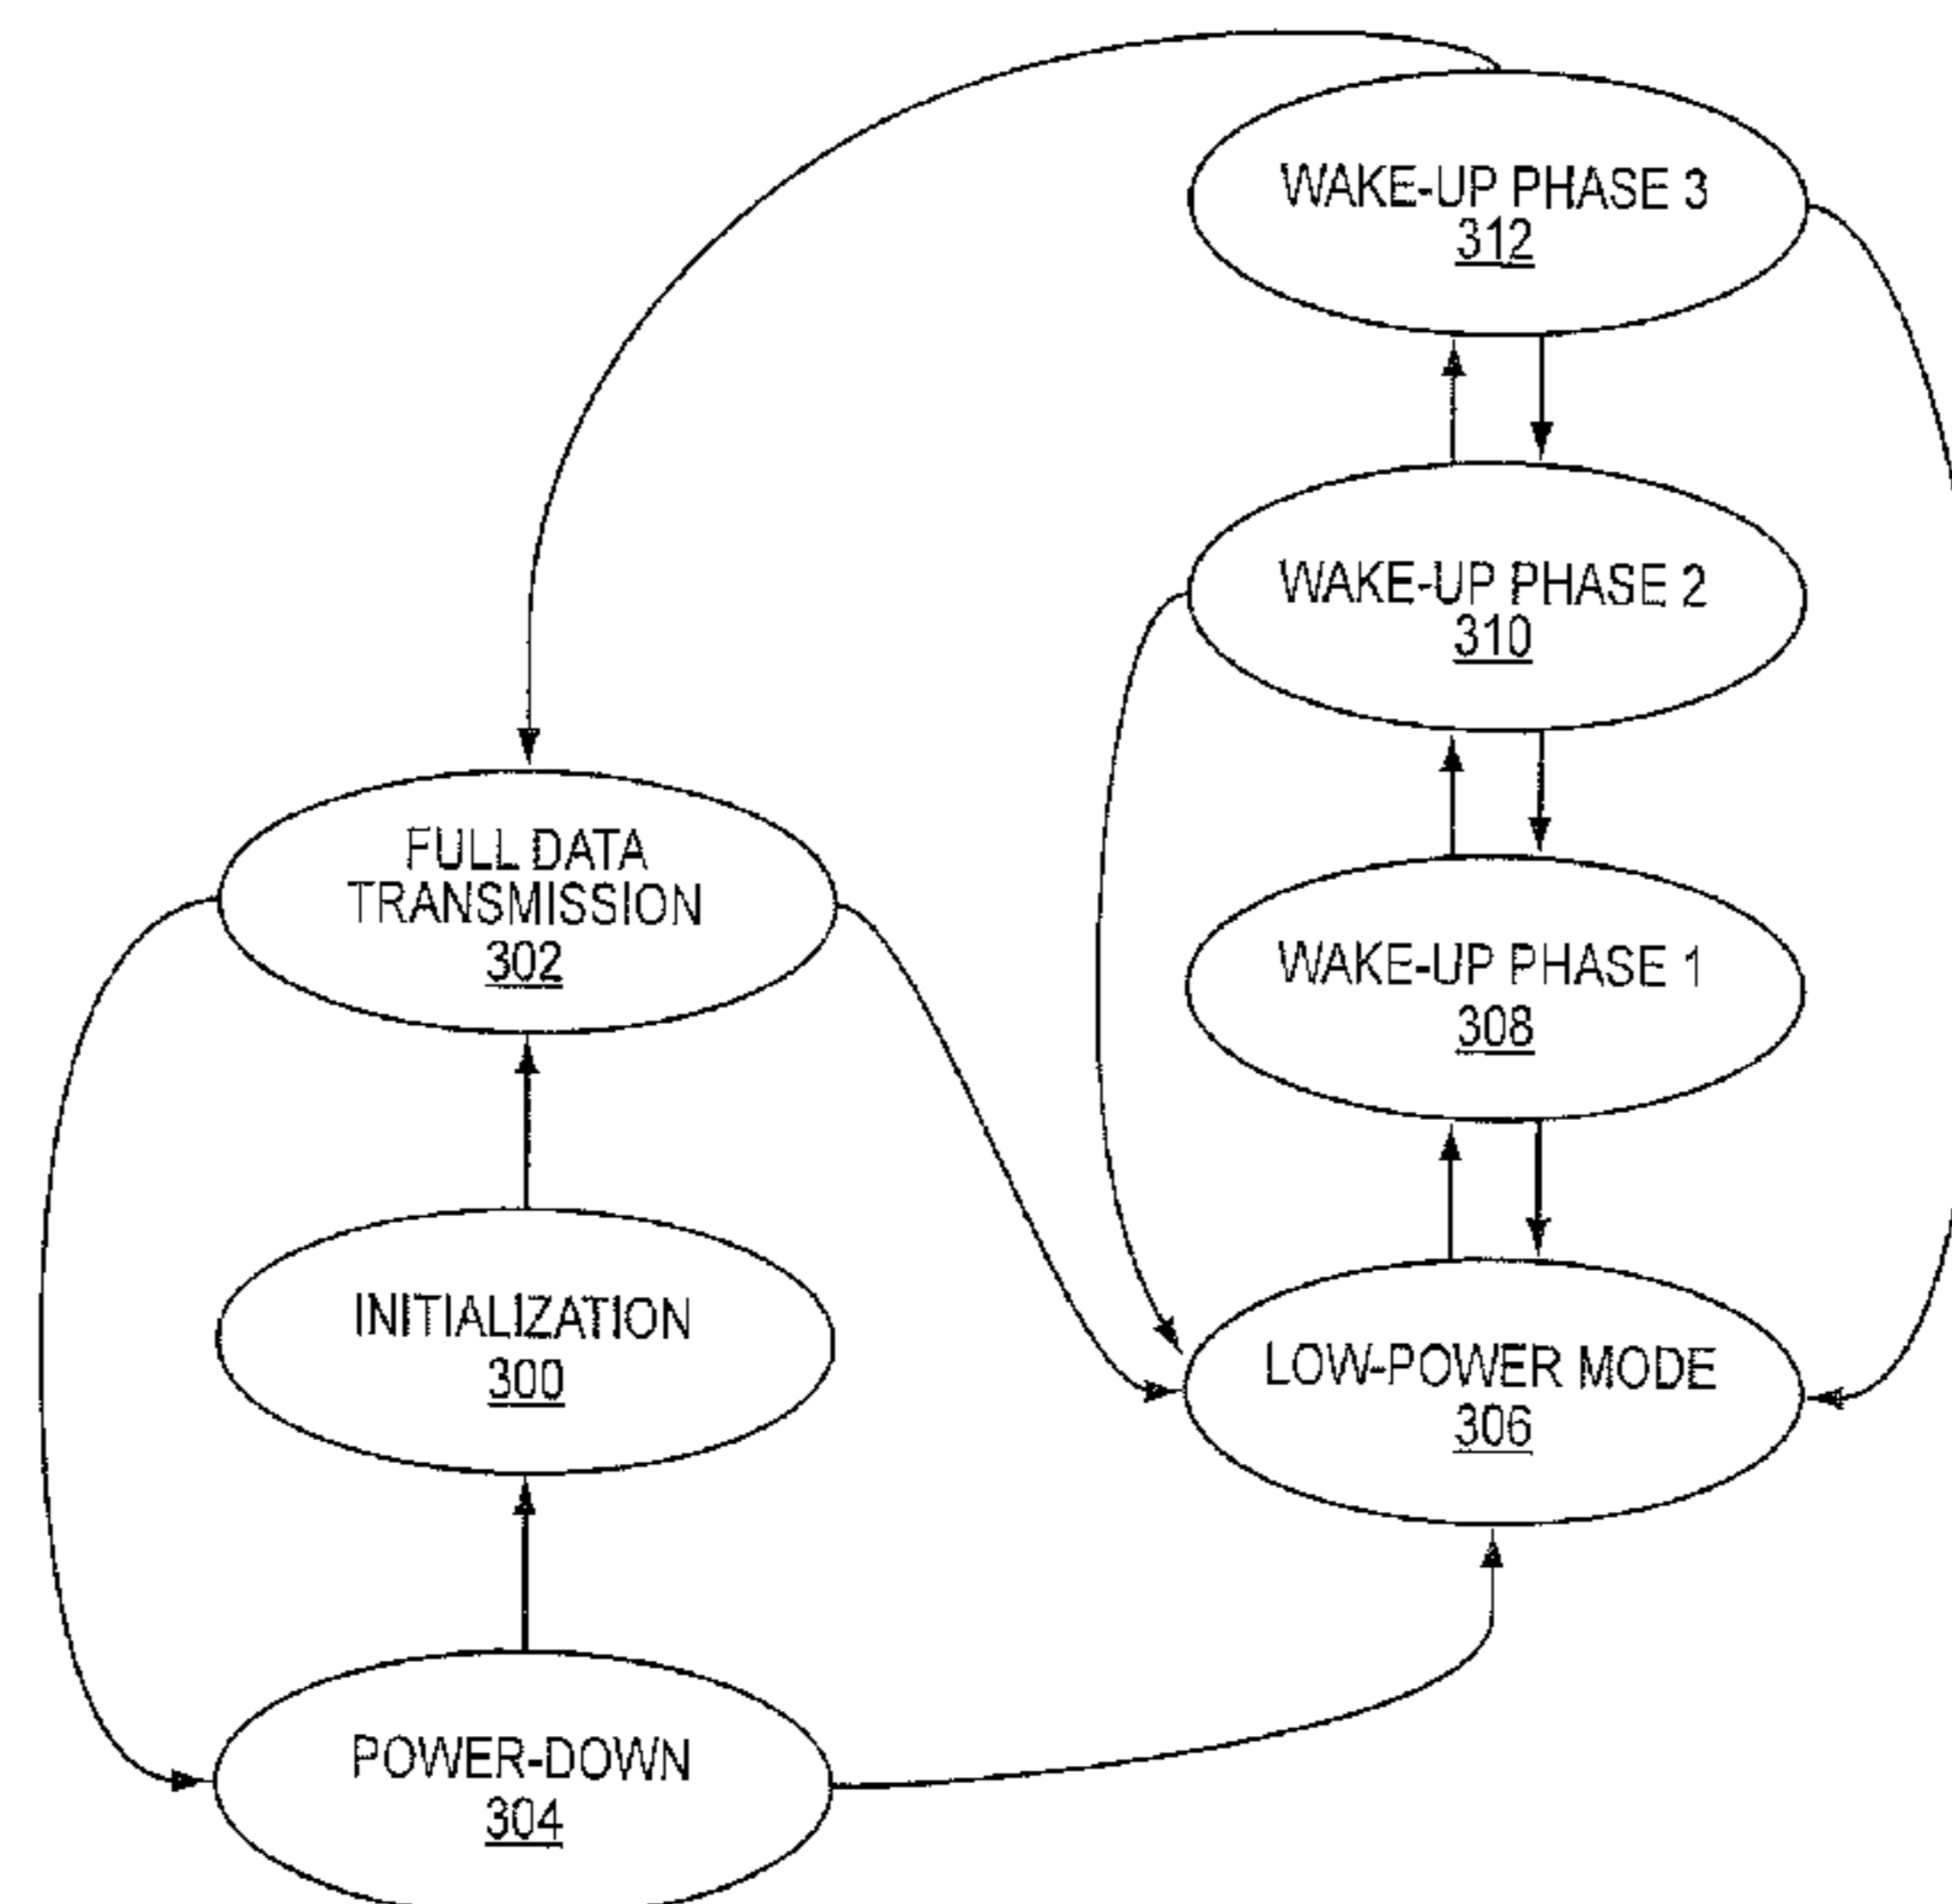 WAKE-UP PHASE 3
312
WAKE-UP PHASE 2
310
FULL DATA
TRANSMISSION
302
WAKE-UP PHASE 1
308
INITIALIZATION
300
LOW-POWER MODE
306
POWER-DOWN
304